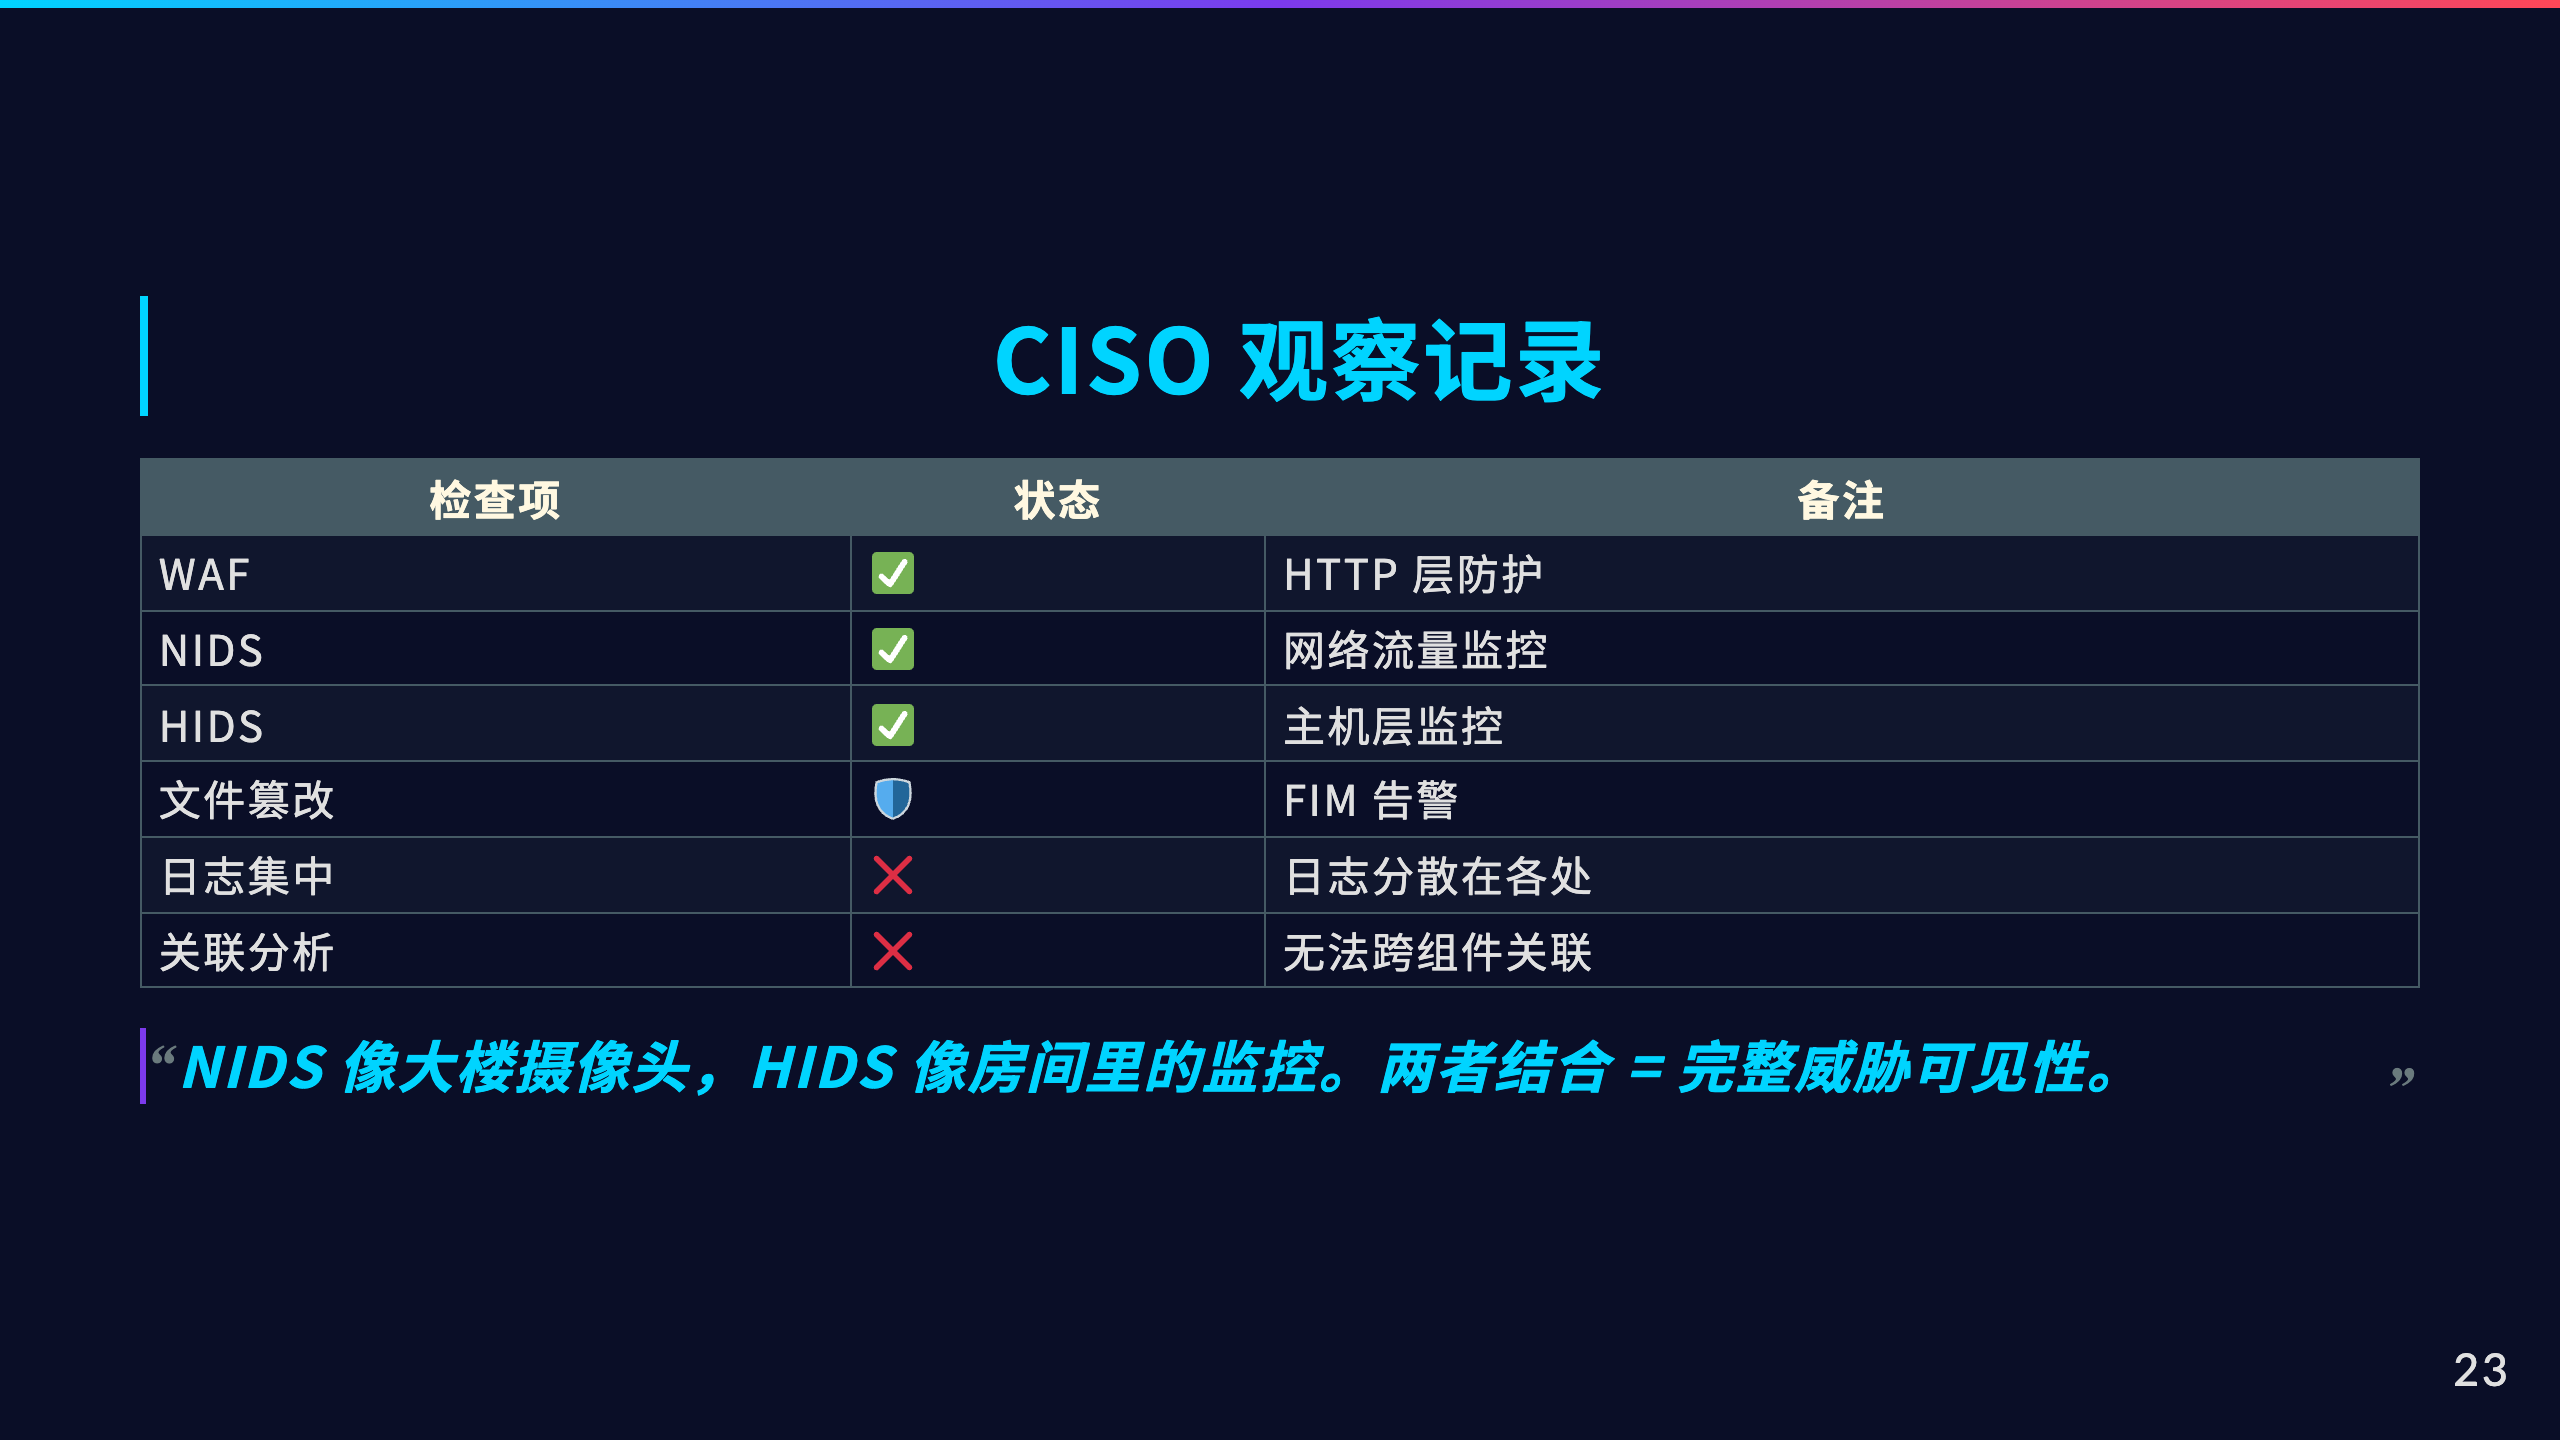 CISO 观察记录
检查项 状态 备注
WAF ✅ HTTP 层防护
NIDS ✅ 网络流量监控
HIDS ✅ 主机层监控
文件篡改 🛡️ FIM 告警
日志集中 ❌ 日志分散在各处
关联分析 ❌ 无法跨组件关联
“NIDS 像大楼摄像头，HIDS 像房间里的监控。两者结合 = 完整威胁可见性。”
23